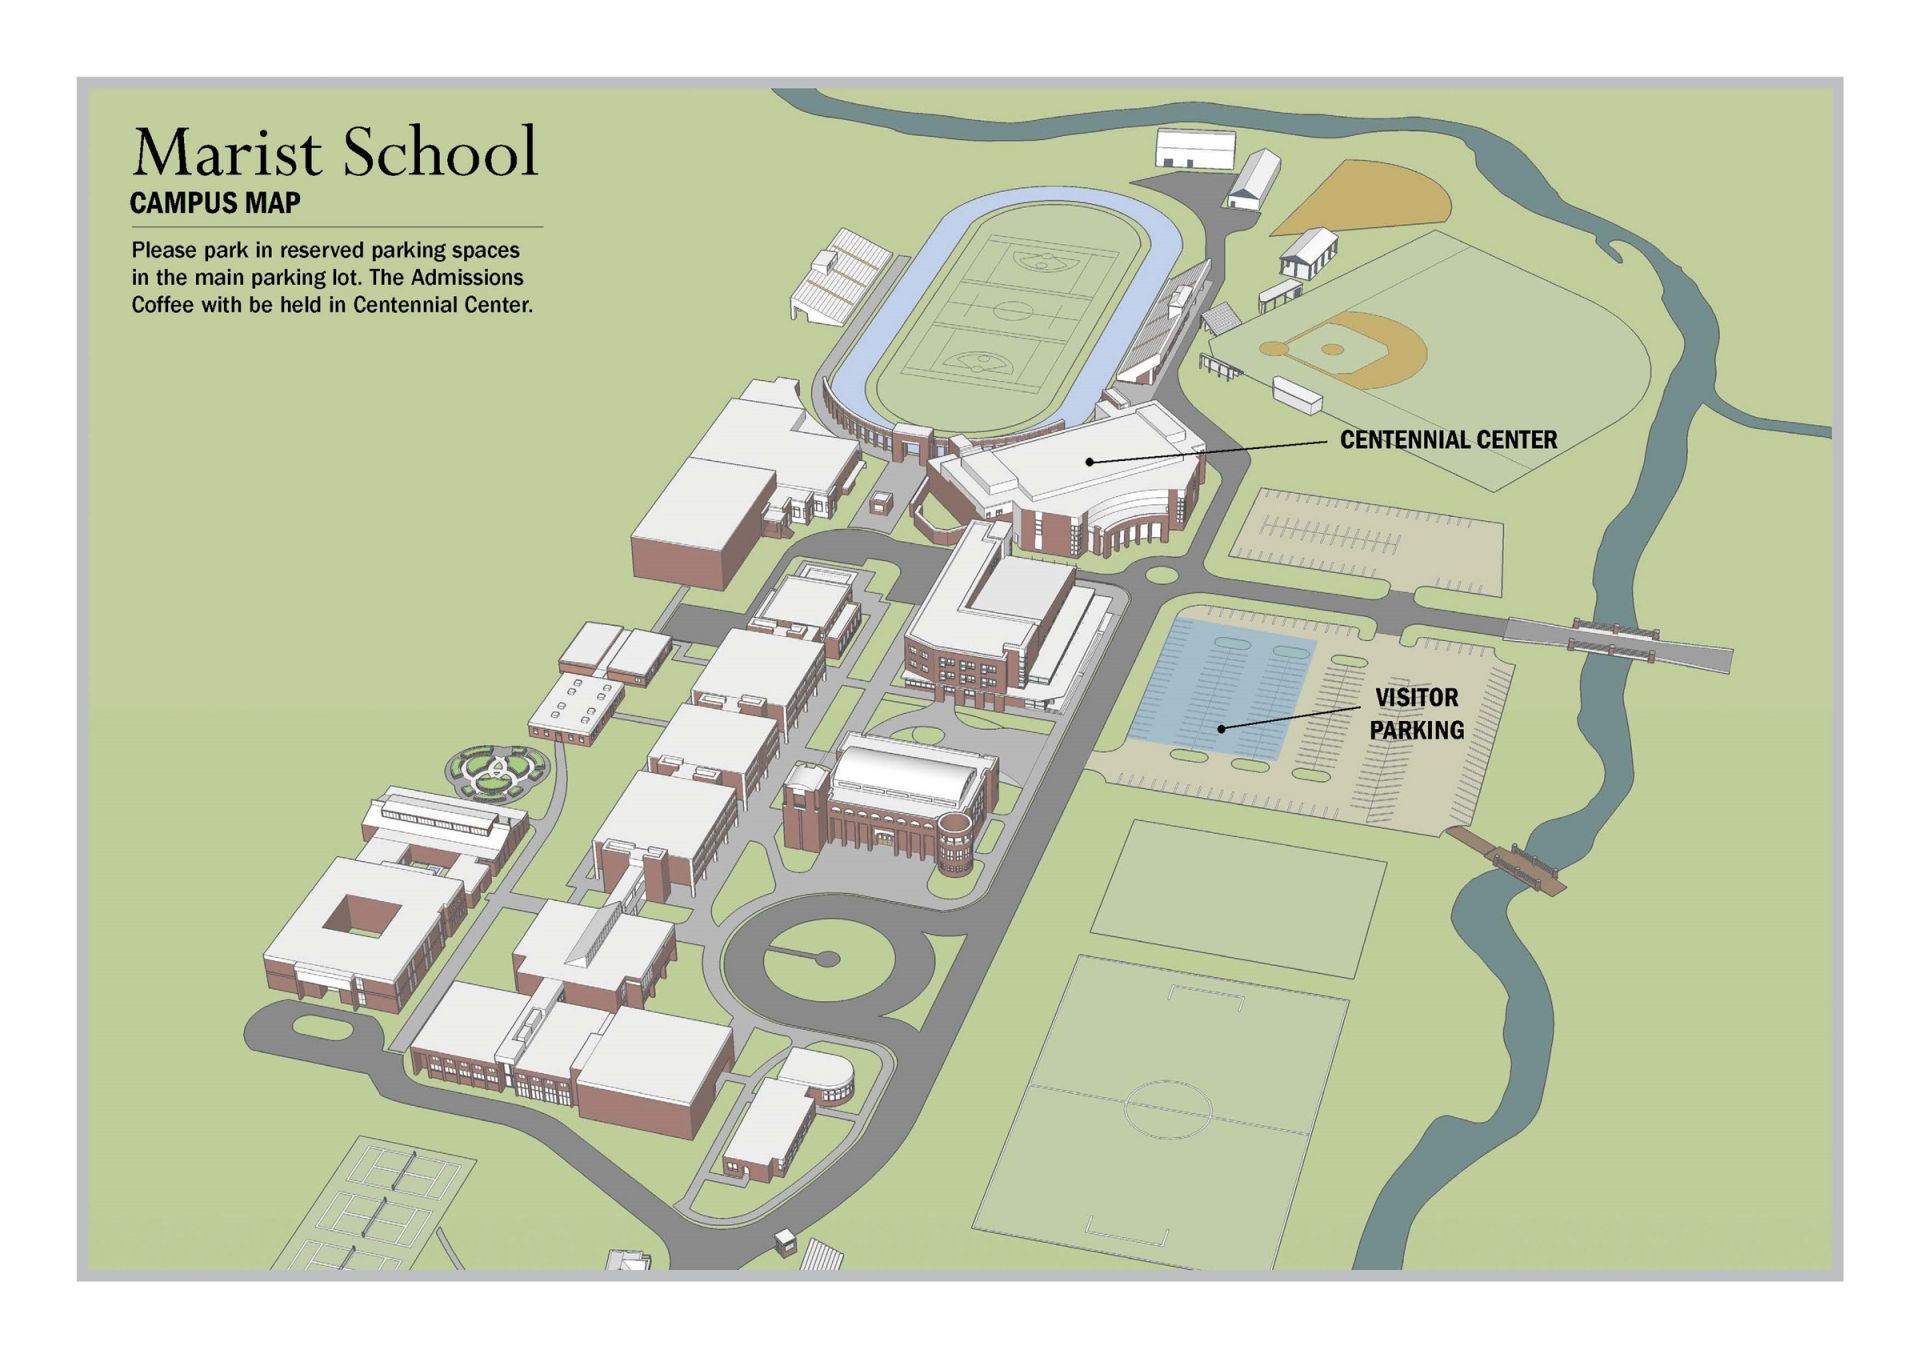 Marist School
CAMPUS MAP
Please park in reserved parking spaces
in the main parking lot. The Admissions
Coffee with be held in Centennial Center.
CENTENNIAL CENTER
VISITOR
PARKING